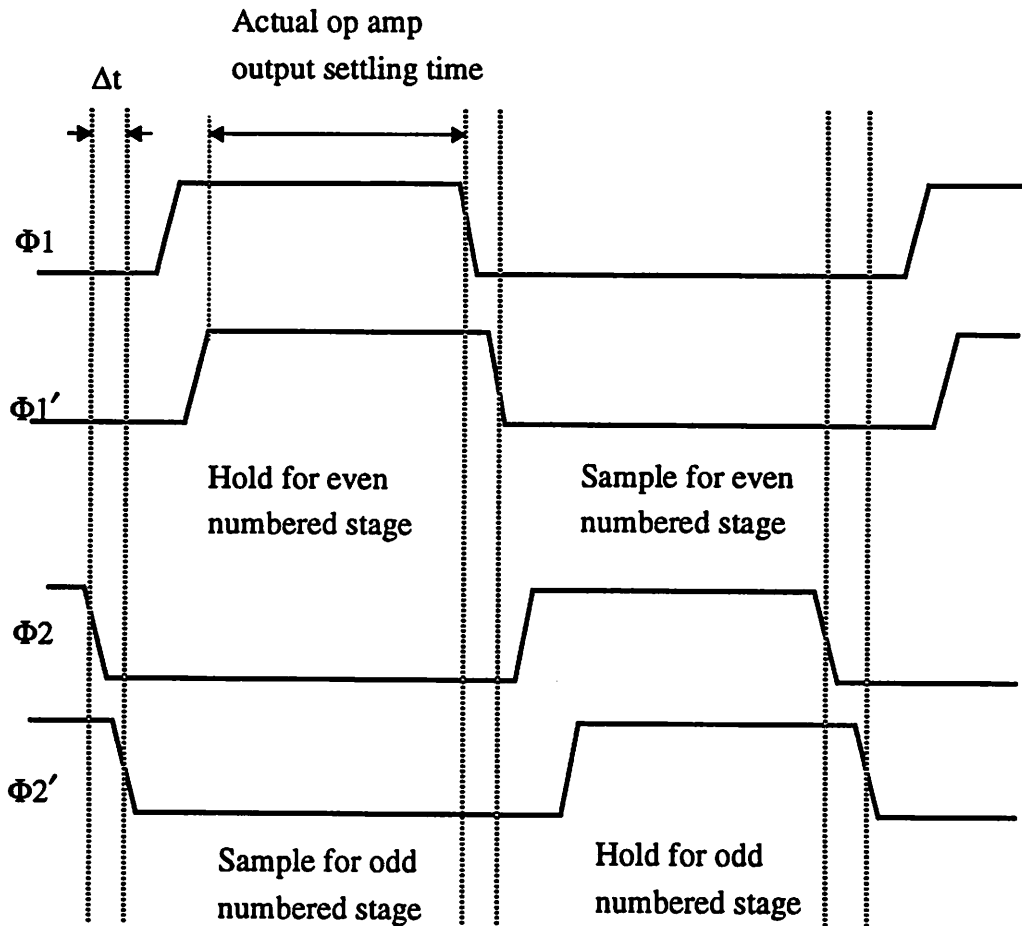 Actual op amp
output settling time
Δt
Φ1
Φ1′
Hold for even
numbered stage
Sample for even
numbered stage
Φ2
Φ2′
Sample for odd
numbered stage
Hold for odd
numbered stage